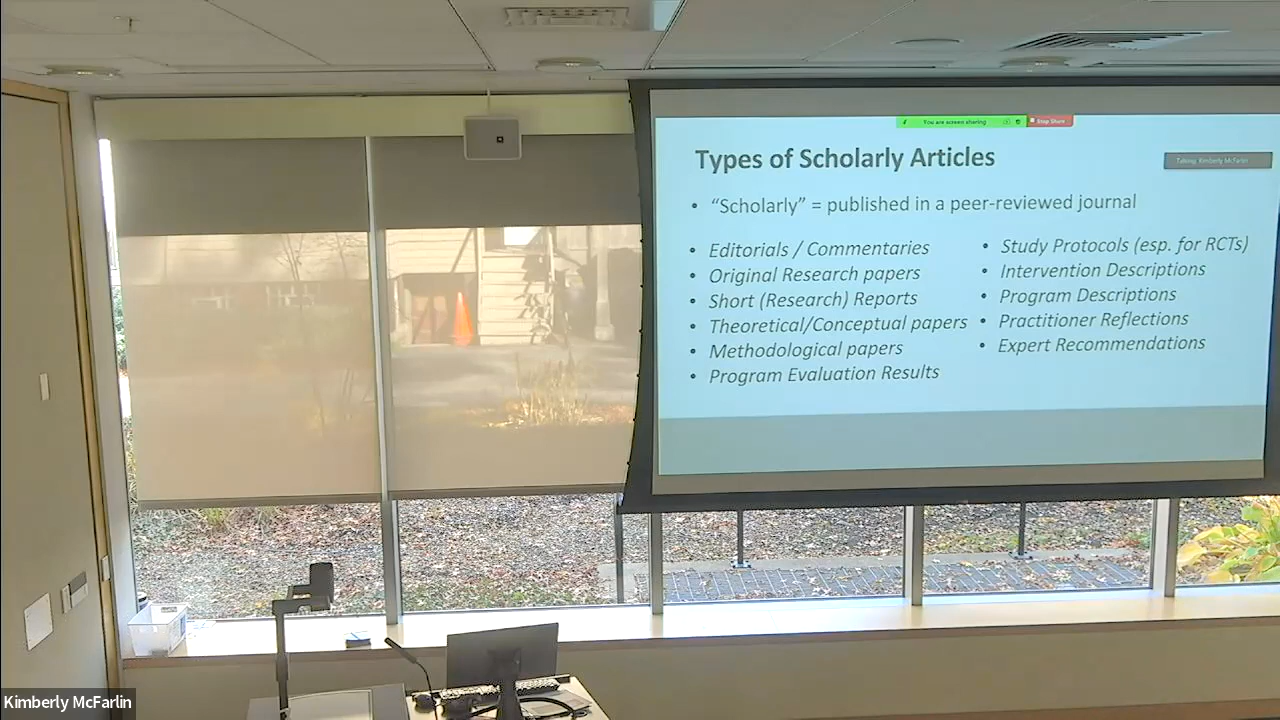 You are screen sharing
Stop Share
Types of Scholarly Articles
Talking: Kimberly McFarlin
• “Scholarly” = published in a peer-reviewed journal
• Editorials / Commentaries
• Original Research papers
• Short (Research) Reports
• Theoretical/Conceptual papers
• Methodological papers
• Program Evaluation Results
• Study Protocols (esp. for RCTs)
• Intervention Descriptions
• Program Descriptions
• Practitioner Reflections
• Expert Recommendations
Kimberly McFarlin